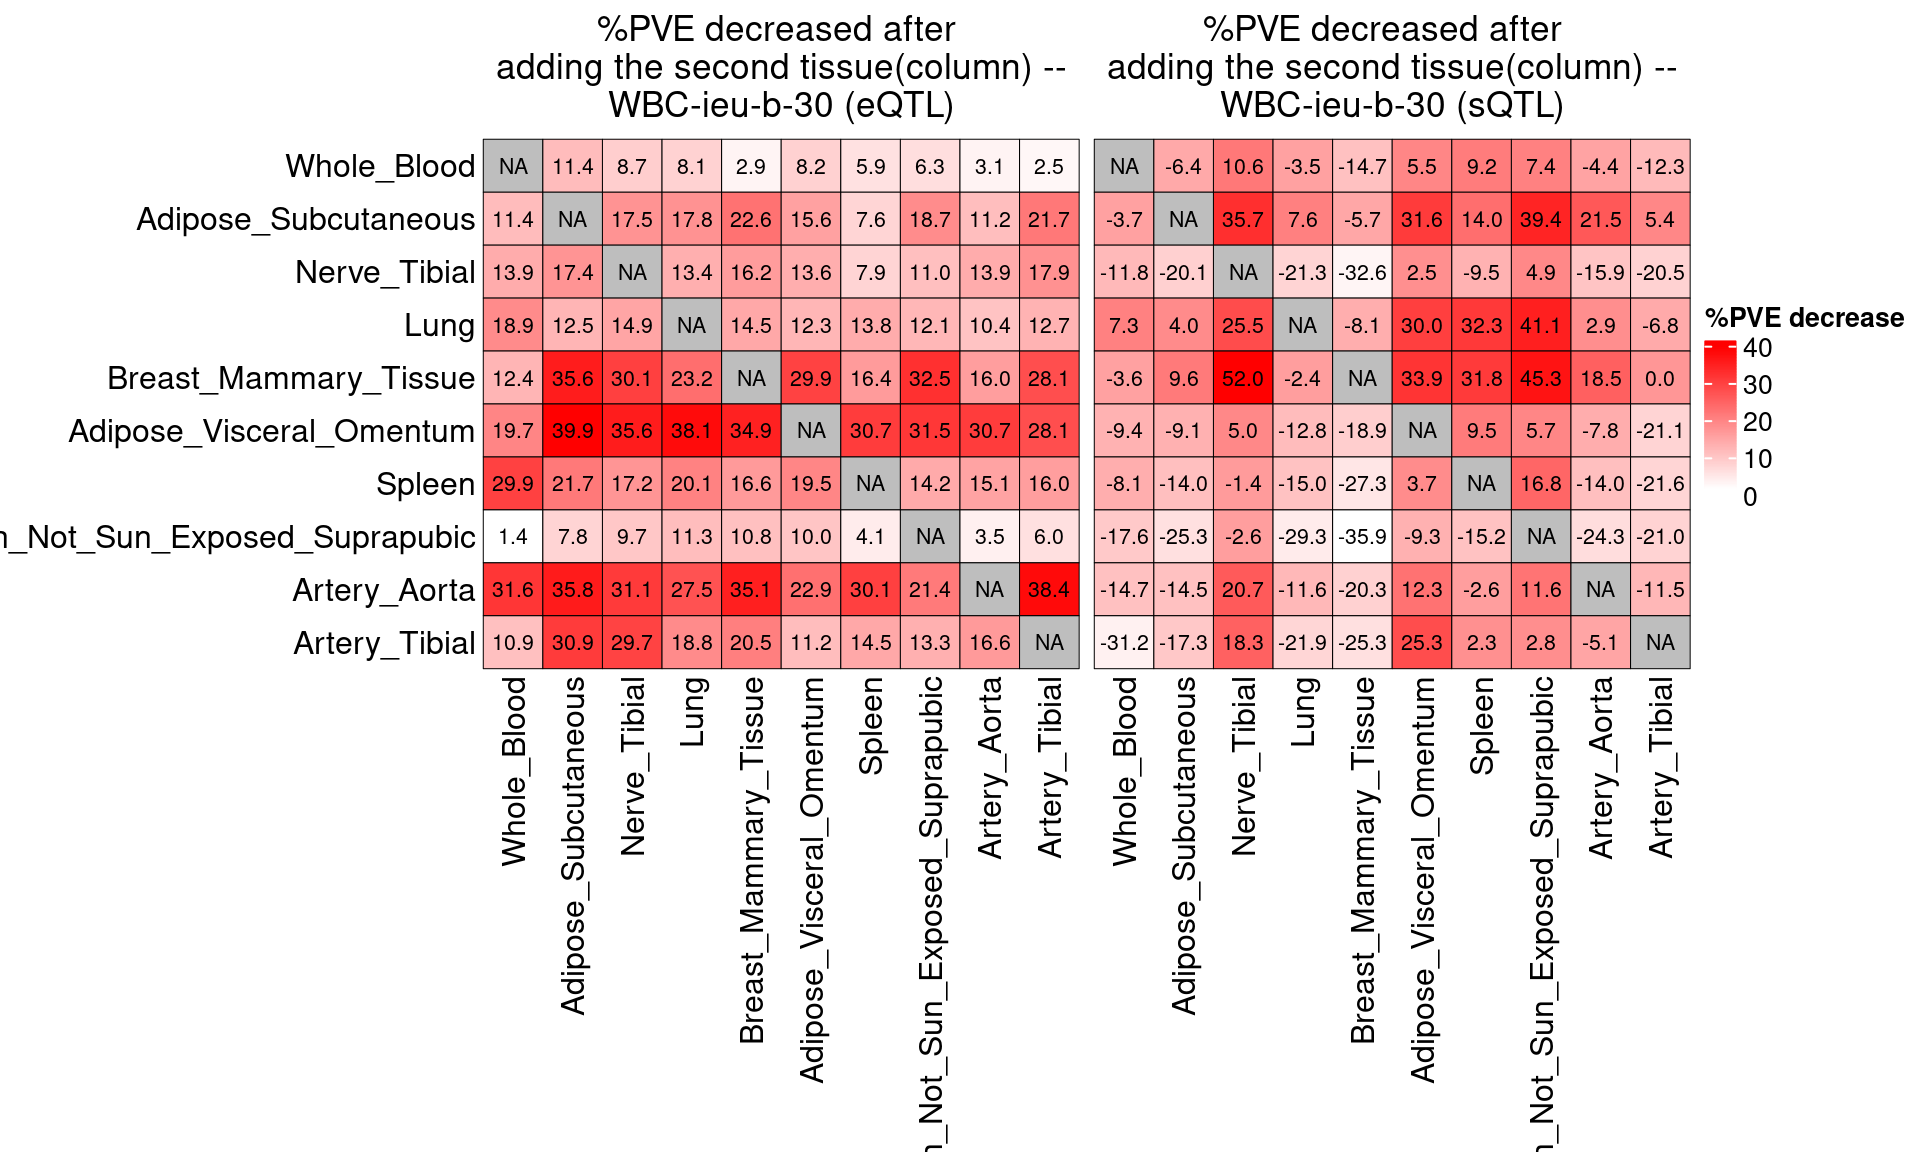 %PVE decreased after
adding the second tissue(column) --
WBC-ieu-b-30 (eQTL)
%PVE decreased after
adding the second tissue(column) --
WBC-ieu-b-30 (sQTL)
Whole_Blood NA 11.4 8.7 8.1 2.9 8.2 5.9 6.3 3.1 2.5 NA -6.4 10.6 -3.5 -14.7 5.5 9.2 7.4 -4.4 -12.3
Adipose_Subcutaneous 11.4 NA 17.5 17.8 22.6 15.6 7.6 18.7 11.2 21.7 -3.7 NA 35.7 7.6 -5.7 31.6 14.0 39.4 21.5 5.4
Nerve_Tibial 13.9 17.4 NA 13.4 16.2 13.6 7.9 11.0 13.9 17.9 -11.8 -20.1 NA -21.3 -32.6 2.5 -9.5 4.9 -15.9 -20.5
Lung 18.9 12.5 14.9 NA 14.5 12.3 13.8 12.1 10.4 12.7 7.3 4.0 25.5 NA -8.1 30.0 32.3 41.1 2.9 -6.8
Breast_Mammary_Tissue 12.4 35.6 30.1 23.2 NA 29.9 16.4 32.5 16.0 28.1 -3.6 9.6 52.0 -2.4 NA 33.9 31.8 45.3 18.5 0.0
Adipose_Visceral_Omentum 19.7 39.9 35.6 38.1 34.9 NA 30.7 31.5 30.7 28.1 -9.4 -9.1 5.0 -12.8 -18.9 NA 9.5 5.7 -7.8 -21.1
Spleen 29.9 21.7 17.2 20.1 16.6 19.5 NA 14.2 15.1 16.0 -8.1 -14.0 -1.4 -15.0 -27.3 3.7 NA 16.8 -14.0 -21.6
n_Not_Sun_Exposed_Suprapubic 1.4 7.8 9.7 11.3 10.8 10.0 4.1 NA 3.5 6.0 -17.6 -25.3 -2.6 -29.3 -35.9 -9.3 -15.2 NA -24.3 -21.0
Artery_Aorta 31.6 35.8 31.1 27.5 35.1 22.9 30.1 21.4 NA 38.4 -14.7 -14.5 20.7 -11.6 -20.3 12.3 -2.6 11.6 NA -11.5
Artery_Tibial 10.9 30.9 29.7 18.8 20.5 11.2 14.5 13.3 16.6 NA -31.2 -17.3 18.3 -21.9 -25.3 25.3 2.3 2.8 -5.1 NA
Whole_Blood
Adipose_Subcutaneous
Nerve_Tibial
Lung
Breast_Mammary_Tissue
Adipose_Visceral_Omentum
Spleen
n_Not_Sun_Exposed_Suprapubic
Artery_Aorta
Artery_Tibial
Whole_Blood
Adipose_Subcutaneous
Nerve_Tibial
Lung
Breast_Mammary_Tissue
Adipose_Visceral_Omentum
Spleen
n_Not_Sun_Exposed_Suprapubic
Artery_Aorta
Artery_Tibial
%PVE decrease
40
30
20
10
0